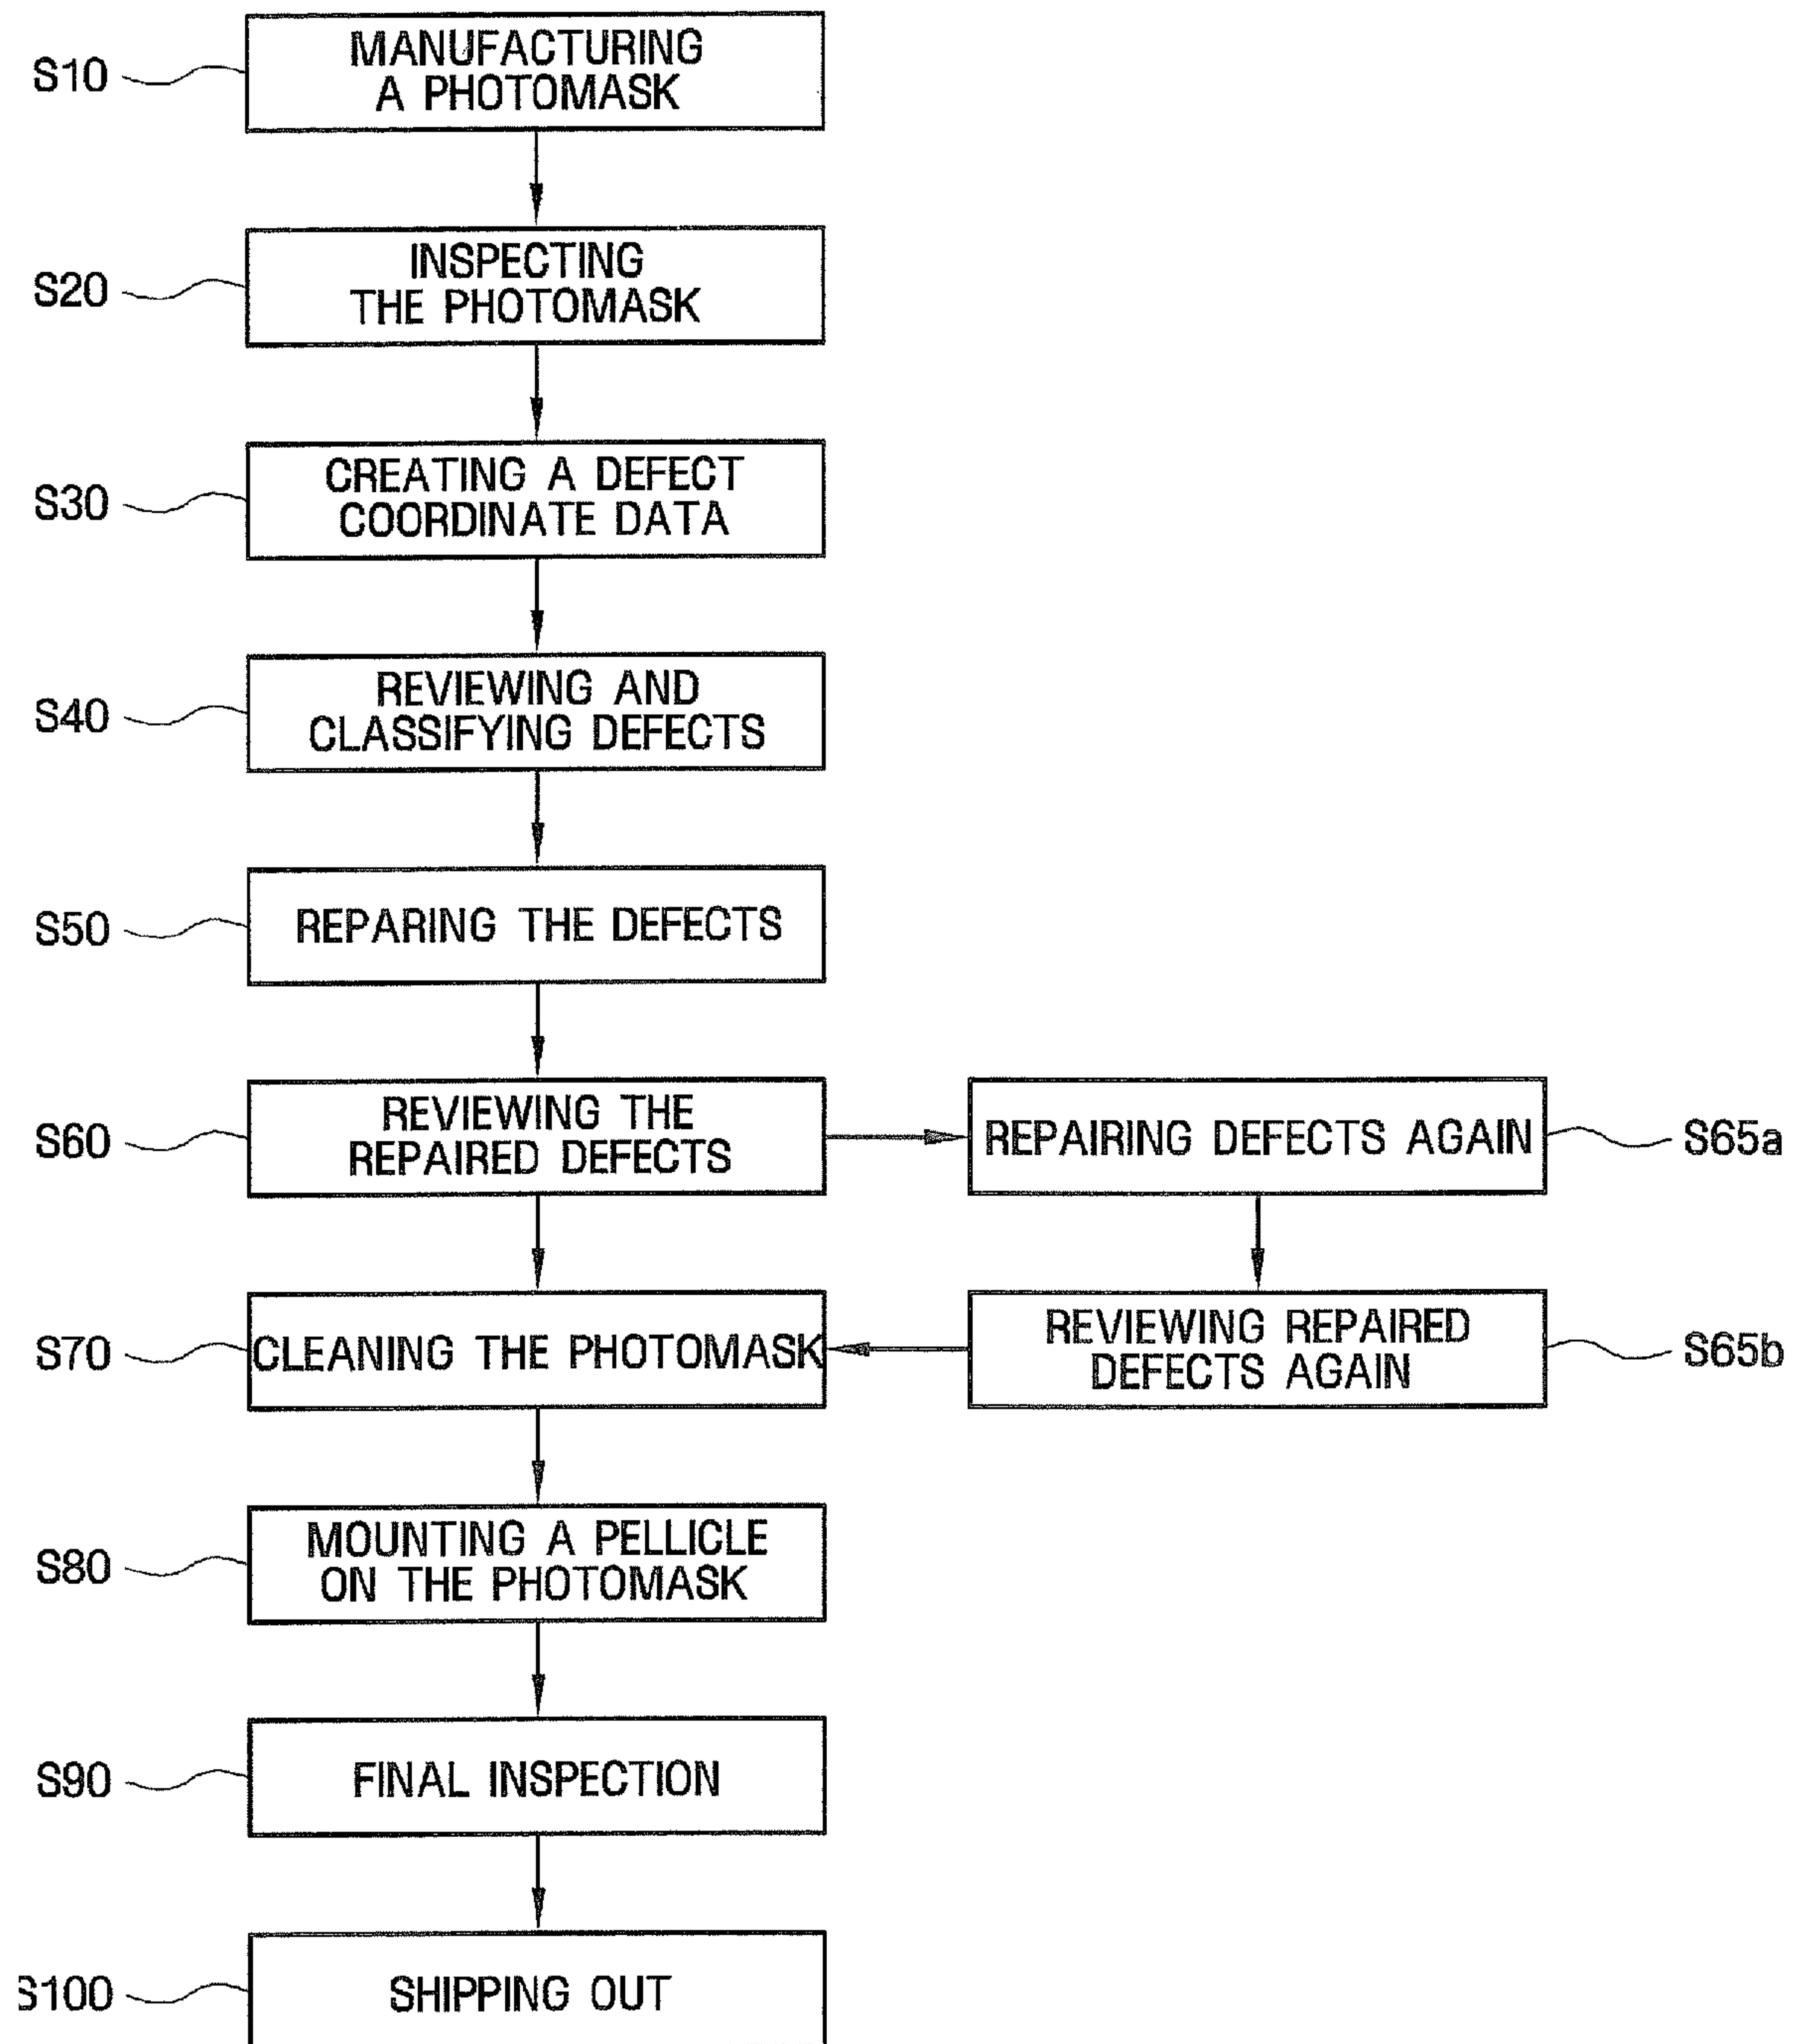 S10
MANUFACTURING
A PHOTOMASK
S20
INSPECTING
THE PHOTOMASK
S30
CREATING A DEFECT
COORDINATE DATA
S40
REVIEWING AND
CLASSIFYING DEFECTS
S50
REPARING THE DEFECTS
S60
REVIEWING THE
REPAIRED DEFECTS
REPAIRING DEFECTS AGAIN
S65a
S70
CLEANING THE PHOTOMASK
REVIEWING REPAIRED
DEFECTS AGAIN
S65b
S80
MOUNTING A PELLICLE
ON THE PHOTOMASK
S90
FINAL INSPECTION
S100
SHIPPING OUT